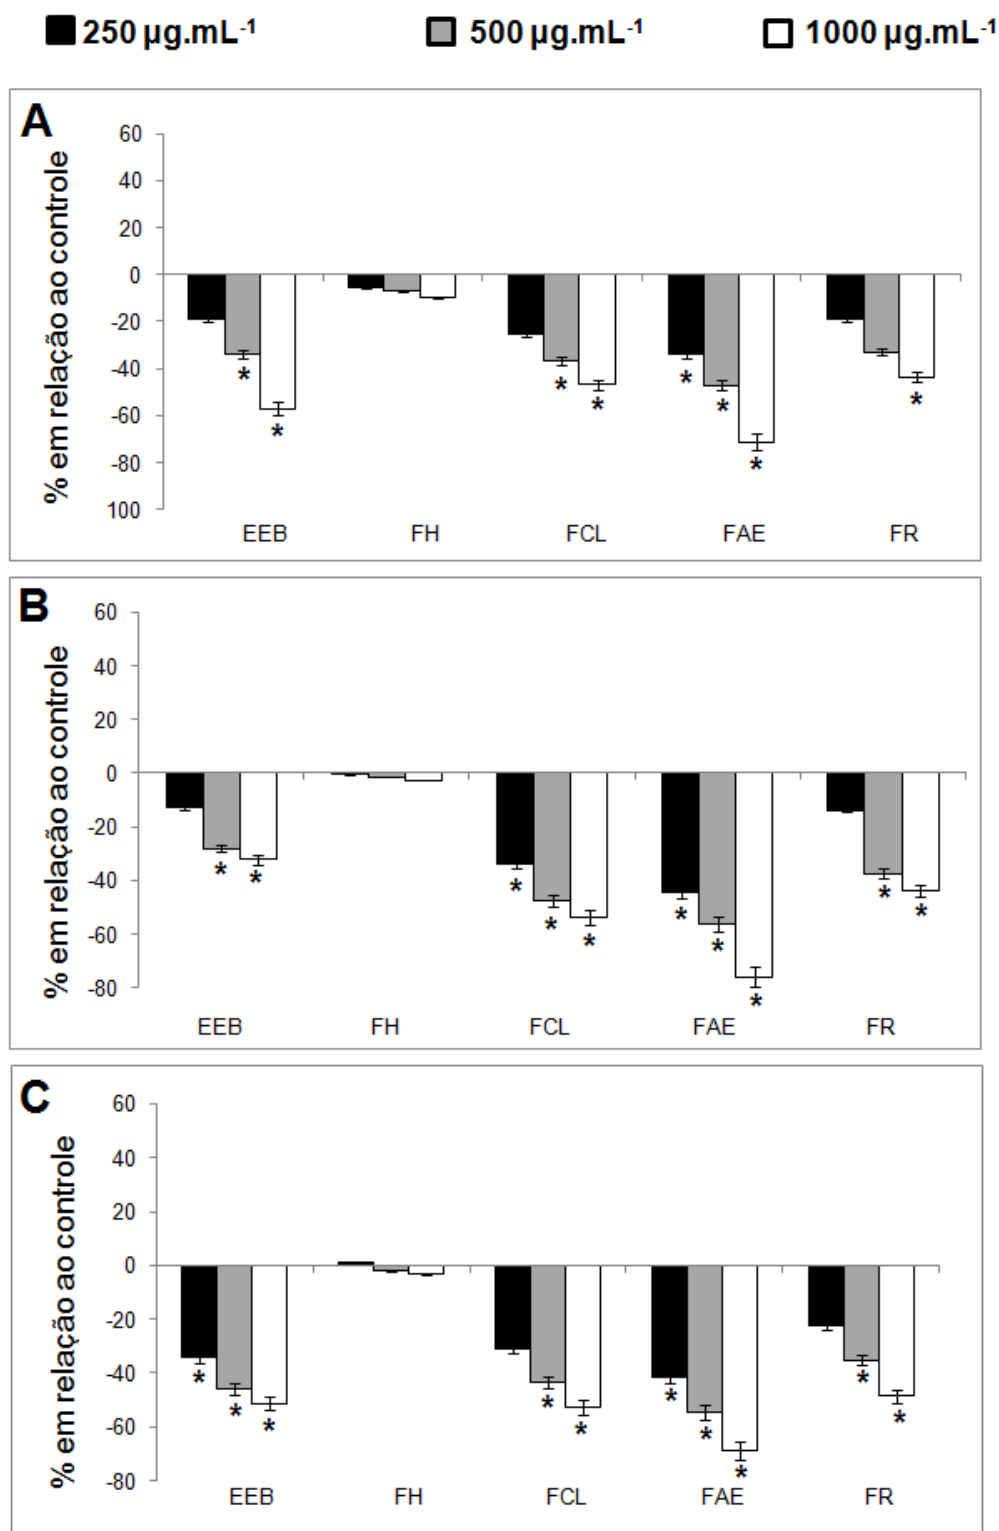 250 µg.mL⁻¹ 500 µg.mL⁻¹ 1000 µg.mL⁻¹
A
% em relação ao controle
60
40
20
0
-20
-40
-60
-80
100
* * * * * * * *
EEB FH FCL FAE FR
B
% em relação ao controle
60
40
20
0
-20
-40
-60
-80
* * * * * * * * * *
EEB FH FCL FAE FR
C
% em relação ao controle
60
40
20
0
-20
-40
-60
-80
* * * * * * * * * *
EEB FH FCL FAE FR